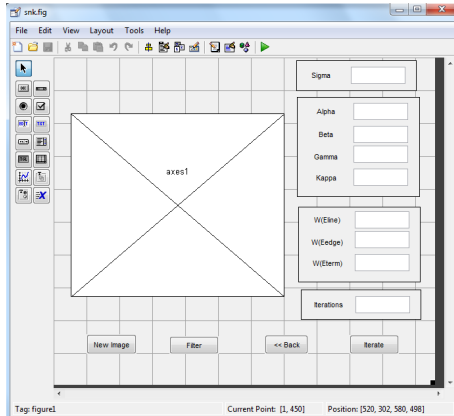 snk.fig
File Edit View Layout Tools Help
Sigma
Alpha
Beta
Gamma
Kappa
axes1
W(Eline)
W(Eedge)
W(Eterm)
Iterations
New Image Filter << Back Iterate
Tag: figure1 Current Point: [1, 450] Position: [520, 302, 580, 498]